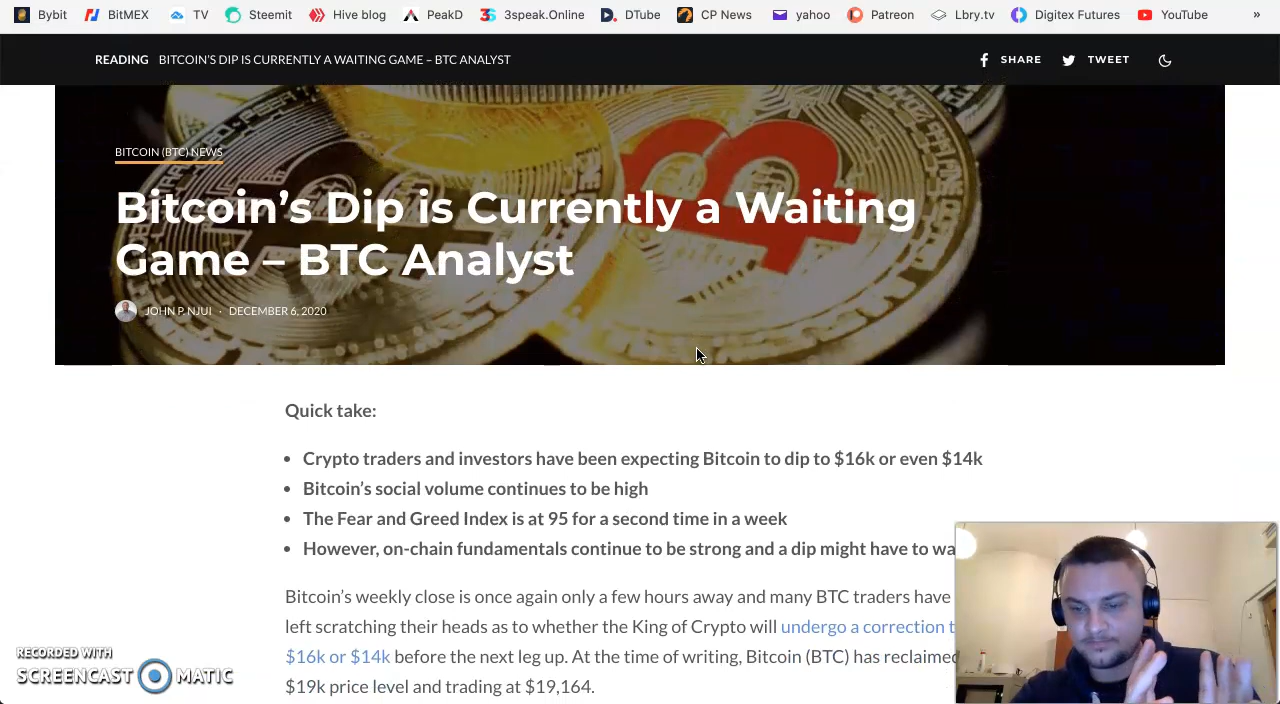 Bybit BitMEX TV Steemit Hive blog PeakD 3speak.Online DTube CP News yahoo Patreon Lbry.tv Digitex Futures YouTube »
READING BITCOIN'S DIP IS CURRENTLY A WAITING GAME – BTC ANALYST SHARE TWEET
BITCOIN (BTC) NEWS
Bitcoin’s Dip is Currently a Waiting
Game – BTC Analyst
JOHN P. NJUI · DECEMBER 6, 2020
Quick take:
• Crypto traders and investors have been expecting Bitcoin to dip to $16k or even $14k
• Bitcoin’s social volume continues to be high
• The Fear and Greed Index is at 95 for a second time in a week
• However, on-chain fundamentals continue to be strong and a dip might have to
Bitcoin’s weekly close is once again only a few hours away and many BTC traders have
left scratching their heads as to whether the King of Crypto will undergo a correction
$16k or $14k before the next leg up. At the time of writing, Bitcoin (BTC) has reclaimed
$19k price level and trading at $19,164.
RECORDED WITH
SCREENCAST MATIC